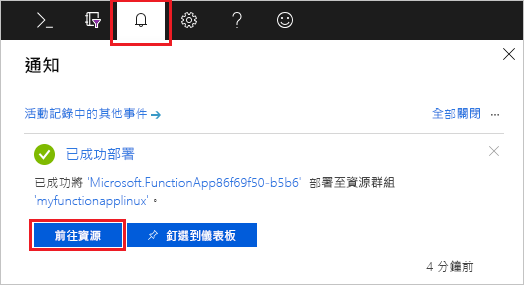 通知
活動記錄中的其他事件 → 全部關閉 ...
已成功部署
已成功將 'Microsoft.FunctionApp86f69f50-b5b6' 部署至資源群組
'myfunctionapplinux'。
前往資源 釘選到儀表板
4 分鐘前